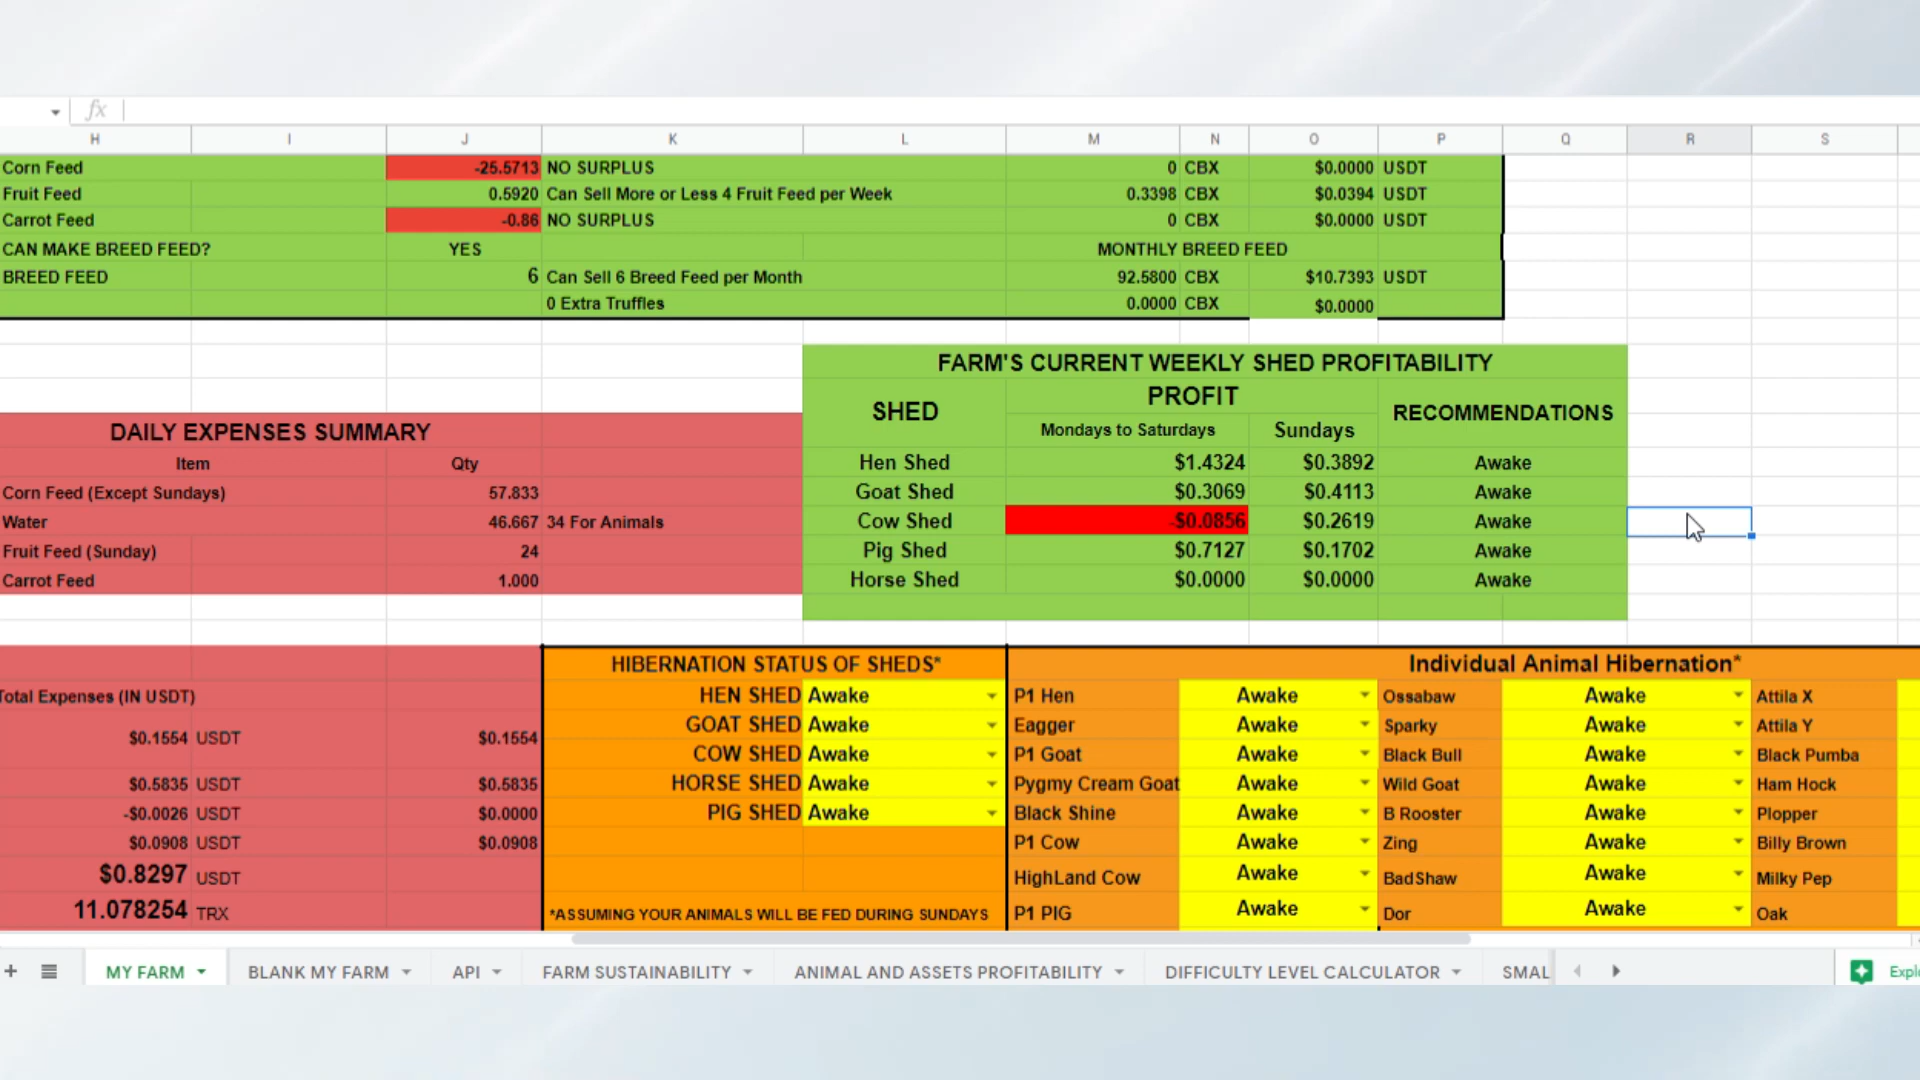 fx
H I J K L M N O P Q R S
Corn Feed -25.5713 NO SURPLUS 0 CBX $0.0000 USDT
Fruit Feed 0.5920 Can Sell More or Less 4 Fruit Feed per Week 0.3398 CBX $0.0394 USDT
Carrot Feed -0.86 NO SURPLUS 0 CBX $0.0000 USDT
CAN MAKE BREED FEED? YES MONTHLY BREED FEED
BREED FEED 6 Can Sell 6 Breed Feed per Month 92.5800 CBX $10.7393 USDT
0 Extra Truffles 0.0000 CBX $0.0000
FARM'S CURRENT WEEKLY SHED PROFITABILITY
SHED PROFIT RECOMMENDATIONS
Mondays to Saturdays Sundays
Hen Shed $1.4324 $0.3892 Awake
Goat Shed $0.3069 $0.4113 Awake
Cow Shed -$0.0856 $0.2619 Awake
Pig Shed $0.7127 $0.1702 Awake
Horse Shed $0.0000 $0.0000 Awake
DAILY EXPENSES SUMMARY
Item Qty
Corn Feed (Except Sundays) 57.833
Water 46.667 34 For Animals
Fruit Feed (Sunday) 24
Carrot Feed 1.000
Total Expenses (IN USDT)
$0.1554 USDT $0.1554
$0.5835 USDT $0.5835
-$0.0026 USDT $0.0000
$0.0908 USDT $0.0908
$0.8297 USDT
11.078254 TRX
HIBERNATION STATUS OF SHEDS*
HEN SHED Awake
GOAT SHED Awake
COW SHED Awake
HORSE SHED Awake
PIG SHED Awake
*ASSUMING YOUR ANIMALS WILL BE FED DURING SUNDAYS
Individual Animal Hibernation*
P1 Hen Awake Ossabaw Awake Attila X
Eagger Awake Sparky Awake Attila Y
P1 Goat Awake Black Bull Awake Black Pumba
Pygmy Cream Goat Awake Wild Goat Awake Ham Hock
Black Shine Awake B Rooster Awake Plopper
P1 Cow Awake Zing Awake Billy Brown
HighLand Cow Awake BadShaw Awake Milky Pep
P1 PIG Awake Dor Awake Oak
+ MY FARM BLANK MY FARM API FARM SUSTAINABILITY ANIMAL AND ASSETS PROFITABILITY DIFFICULTY LEVEL CALCULATOR SMAL Explo